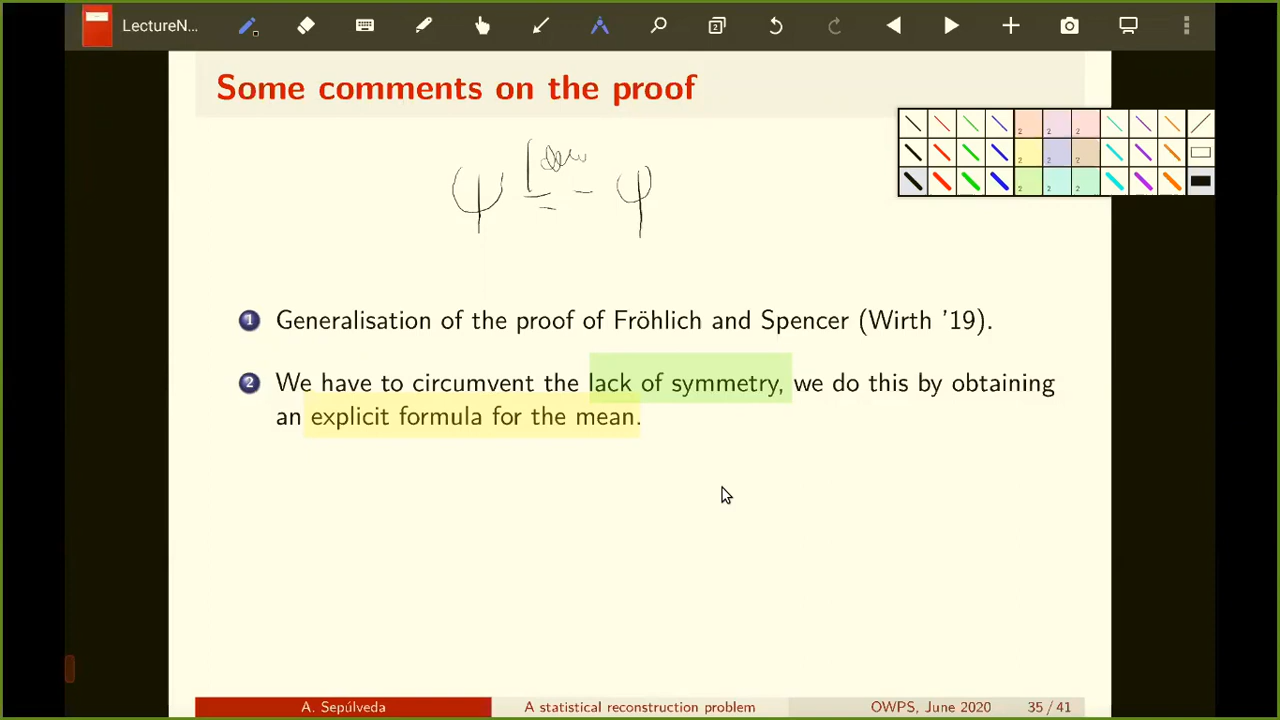 LectureN...
Some comments on the proof
ψ = - ψ
1 Generalisation of the proof of Fröhlich and Spencer (Wirth '19).
2 We have to circumvent the lack of symmetry, we do this by obtaining
an explicit formula for the mean.
A. Sepúlveda A statistical reconstruction problem OWPS, June 2020 35 / 41